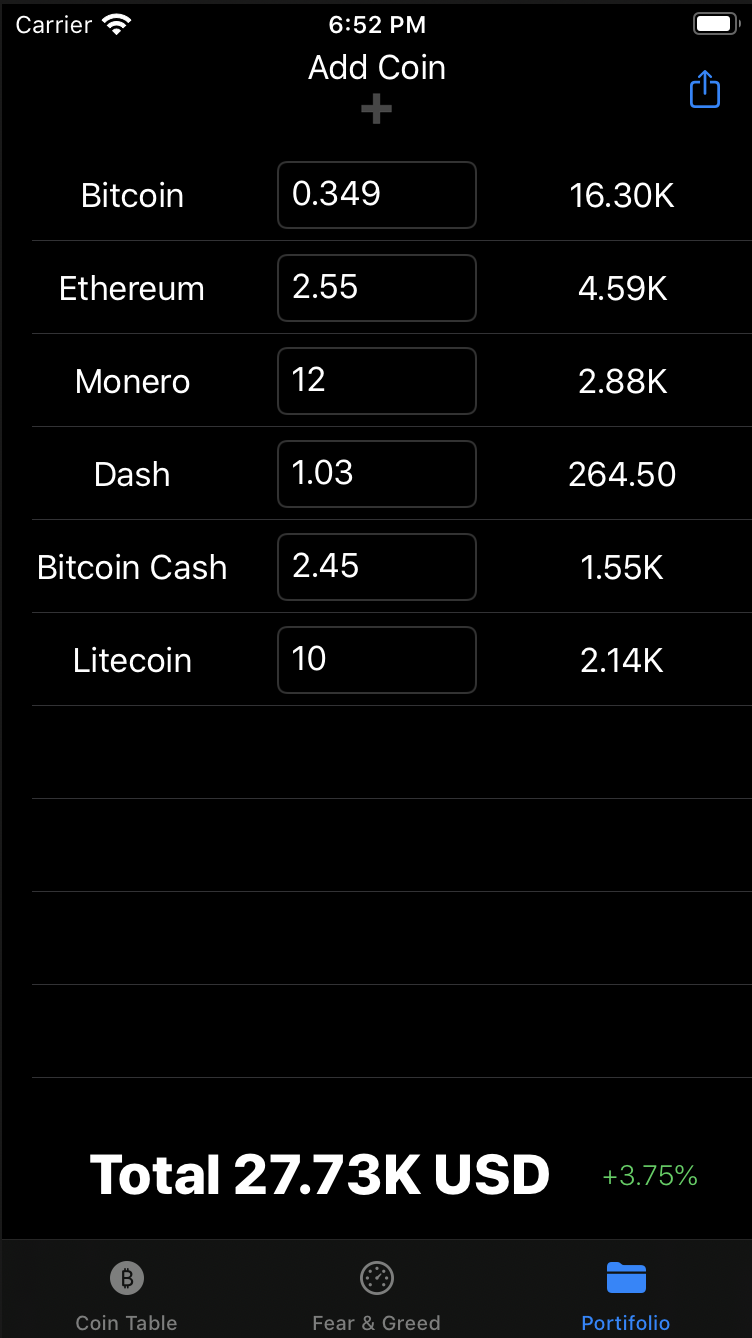 Carrier 6:52 PM
Add Coin
Bitcoin 0.349 16.30K
Ethereum 2.55 4.59K
Monero 12 2.88K
Dash 1.03 264.50
Bitcoin Cash 2.45 1.55K
Litecoin 10 2.14K
Total 27.73K USD +3.75%
Coin Table Fear & Greed Portifolio